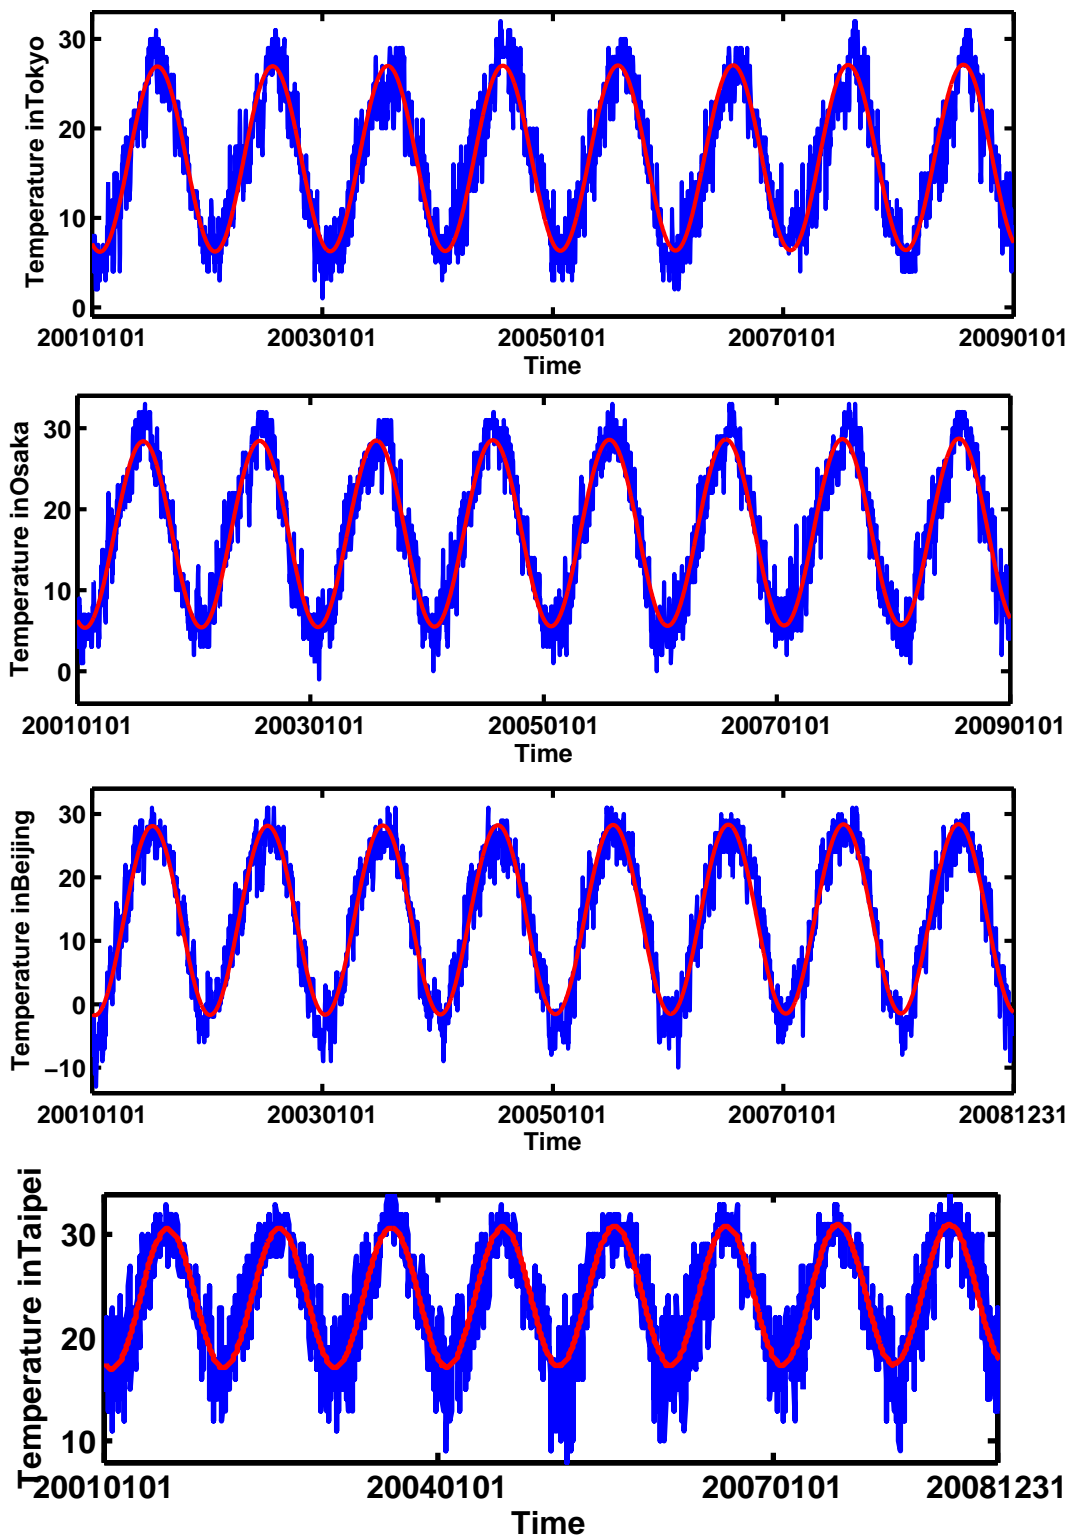 Temperature inTokyo
30
20
10
0
20010101 20030101 20050101 20070101 20090101
Time
Temperature inOsaka
30
20
10
0
20010101 20030101 20050101 20070101 20090101
Time
Temperature inBeijing
30
20
10
0
−10
20010101 20030101 20050101 20070101 20081231
Time
Temperature inTaipei
30
20
10
20010101 20040101 20070101 20081231
Time